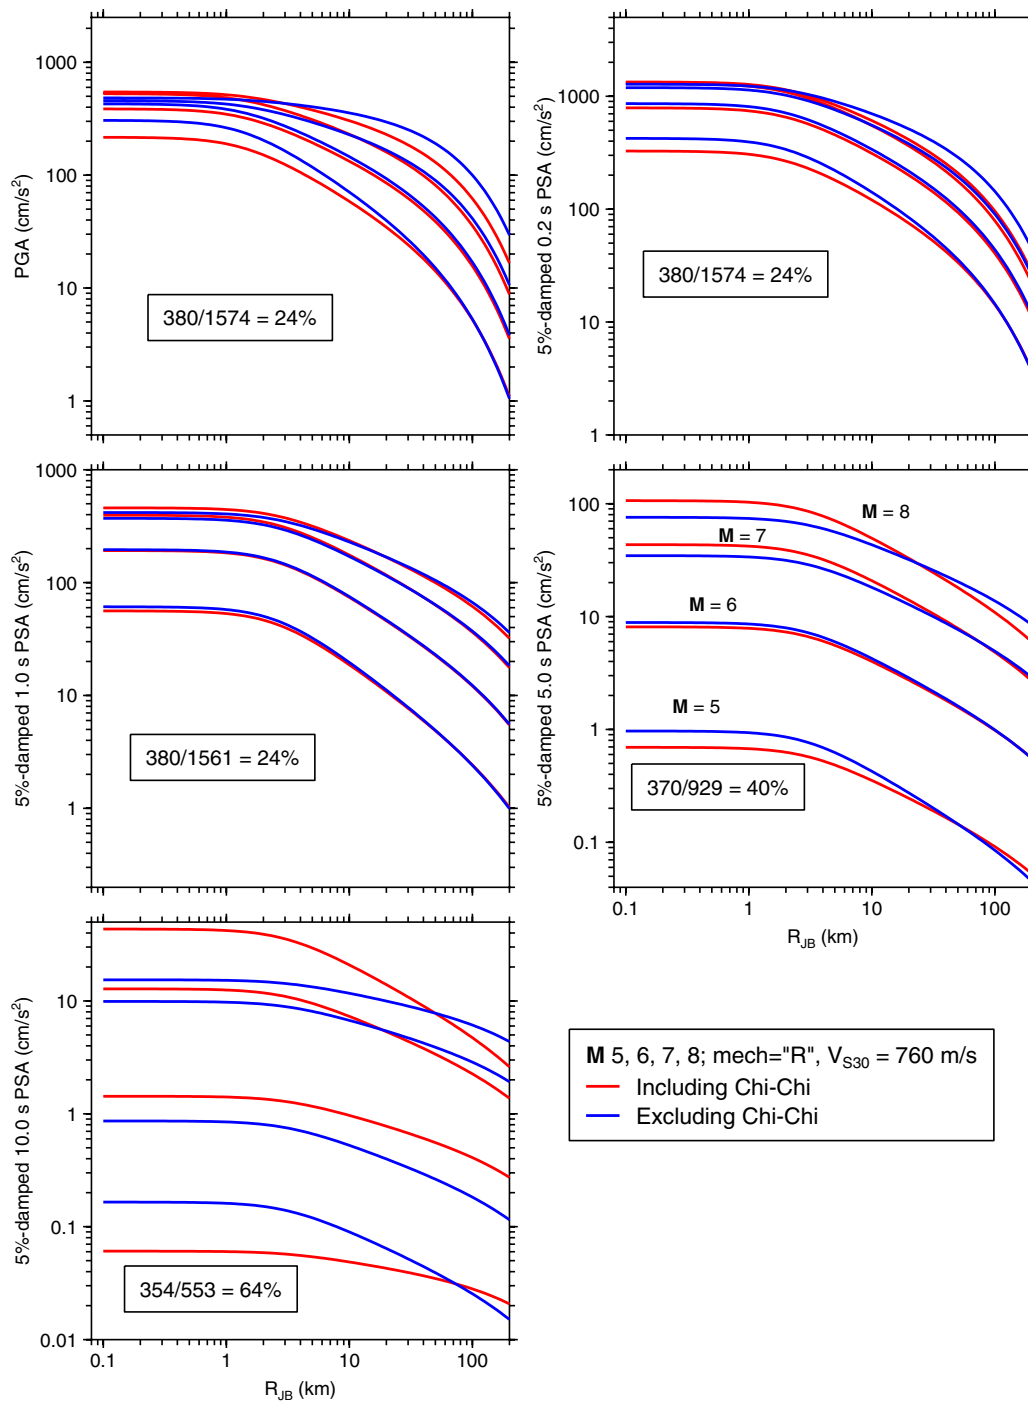 1000
100
10
1
PGA (cm/s²)
380/1574 = 24%
1000
100
10
1
5%-damped 0.2 s PSA (cm/s²)
380/1574 = 24%
1000
100
10
1
5%-damped 1.0 s PSA (cm/s²)
380/1561 = 24%
100
10
1
0.1
5%-damped 5.0 s PSA (cm/s²)
M = 8
M = 7
M = 6
M = 5
370/929 = 40%
0.1 1 10 100
R_JB (km)
10
1
0.1
0.01
5%-damped 10.0 s PSA (cm/s²)
354/553 = 64%
0.1 1 10 100
R_JB (km)
M 5, 6, 7, 8; mech="R", V_S30 = 760 m/s
Including Chi-Chi
Excluding Chi-Chi